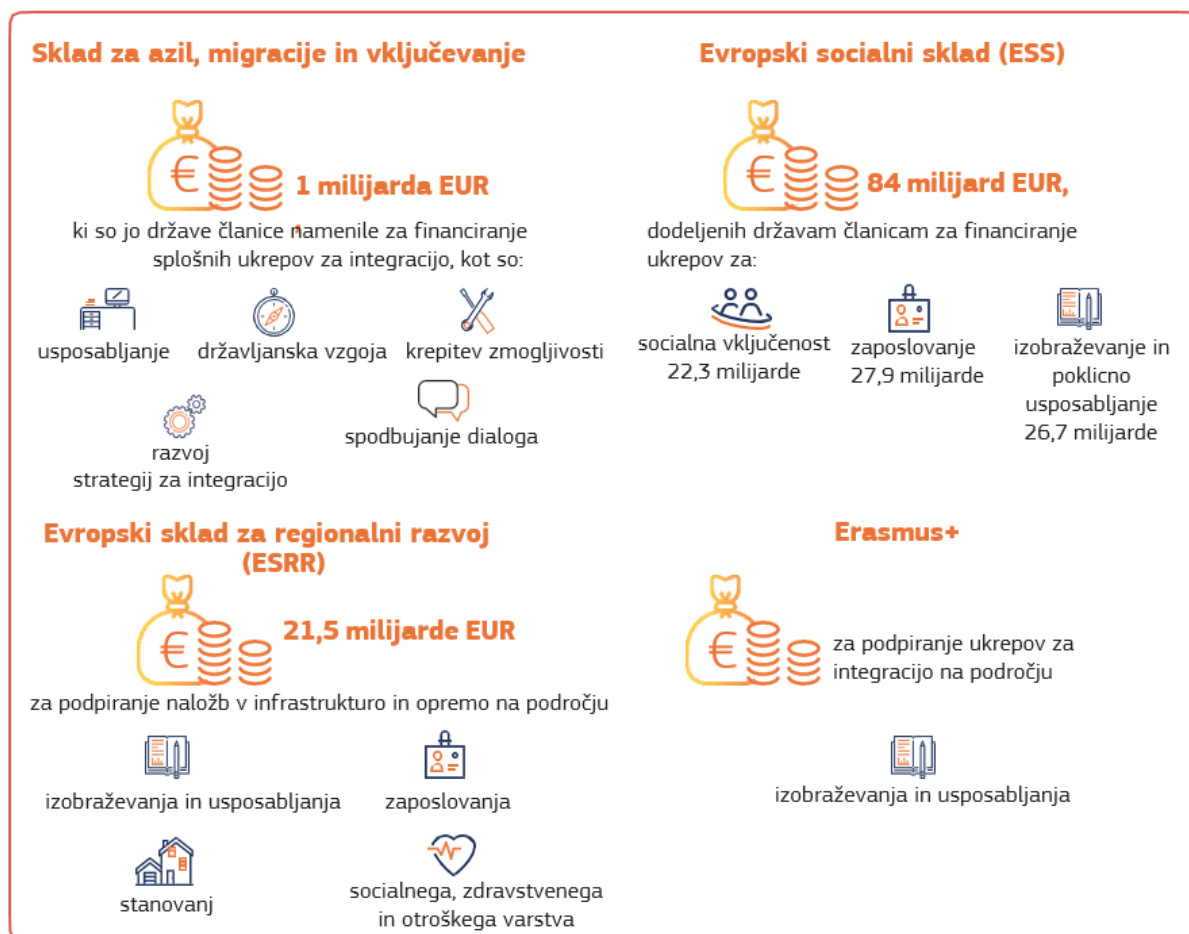 Sklad za azil, migracije in vključevanje
1 milijarda EUR
ki so jo države članice namenile za financiranje
splošnih ukrepov za integracijo, kot so:
usposabljanje
državljanska vzgoja
krepitev zmogljivosti
razvoj
strategij za integracijo
spodbujanje dialoga
Evropski socialni sklad (ESS)
84 milijard EUR,
dodeljenih državam članicam za financiranje
ukrepov za:
socialna vključenost
22,3 milijarde
zaposlovanje
27,9 milijarde
izobraževanje in
poklicno
usposabljanje
26,7 milijarde
Evropski sklad za regionalni razvoj
(ESRR)
21,5 milijarde EUR
za podpiranje naložb v infrastrukturo in opremo na področju
izobraževanja in usposabljanja
zaposlovanja
stanovanj
socialnega, zdravstvenega
in otroškega varstva
Erasmus+
za podpiranje ukrepov za
integracijo na področju
izobraževanja in usposabljanja